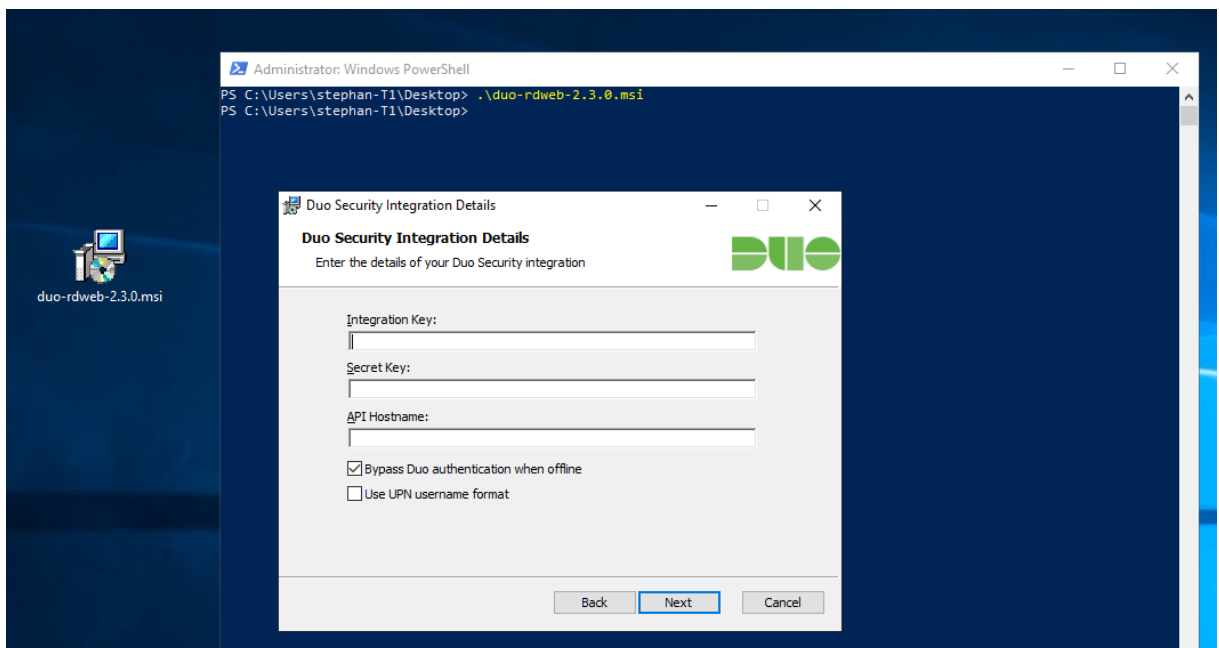 Administrator: Windows PowerShell
PS C:\Users\stephan-T1\Desktop> .\duo-rdweb-2.3.0.msi
PS C:\Users\stephan-T1\Desktop>
Duo Security Integration Details
Duo Security Integration Details
Enter the details of your Duo Security integration
DUO
duo-rdweb-2.3.0.msi
Integration Key:
Secret Key:
API Hostname:
Bypass Duo authentication when offline
Use UPN username format
Back Next Cancel